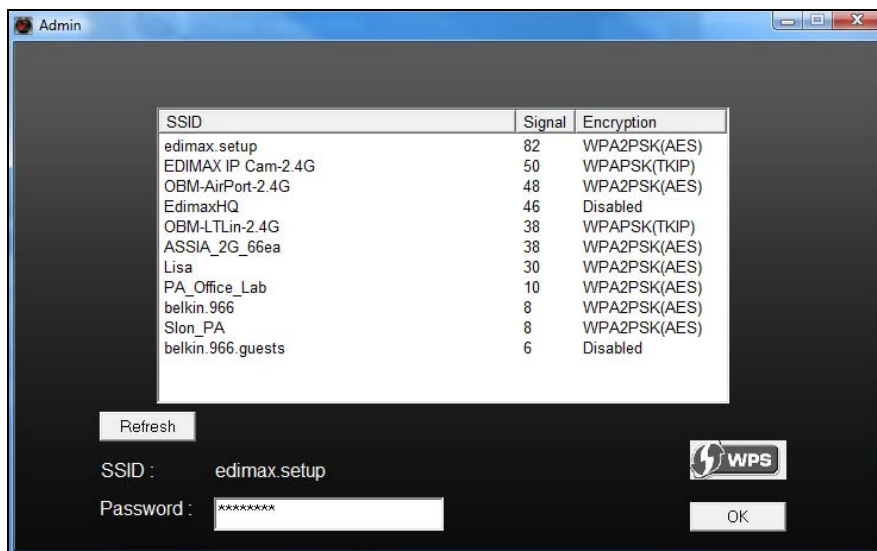 Admin
SSID Signal Encryption
edimax.setup 82 WPA2PSK(AES)
EDIMAX IP Cam-2.4G 50 WPAPSK(TKIP)
OBM-AirPort-2.4G 48 WPA2PSK(AES)
EdimaxHQ 46 Disabled
OBM-LTLin-2.4G 38 WPAPSK(TKIP)
ASSIA_2G_66ea 38 WPA2PSK(AES)
Lisa 30 WPA2PSK(AES)
PA_Office_Lab 10 WPA2PSK(AES)
belkin.966 8 WPA2PSK(AES)
Slon_PA 8 WPA2PSK(AES)
belkin.966.guests 6 Disabled
Refresh
SSID : edimax.setup
WPS
Password : ********
OK